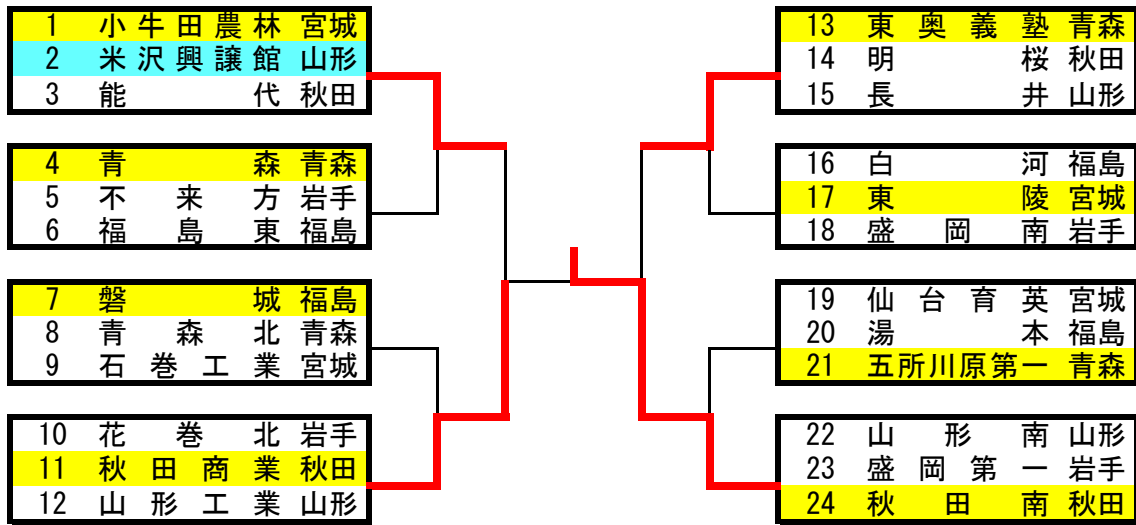 1 小牛田農林 宮城
2 米沢興譲館 山形
3 能代 秋田
4 青森 青森
5 不来方 岩手
6 福島東 福島
7 磐城 福島
8 青森北 青森
9 石巻工業 宮城
10 花巻北 岩手
11 秋田商業 秋田
12 山形工業 山形
13 東奥義塾 青森
14 明桜 秋田
15 長井 山形
16 白河 福島
17 東陵 宮城
18 盛岡南 岩手
19 仙台育英 宮城
20 湯本 福島
21 五所川原第一 青森
22 山形南 山形
23 盛岡第一 岩手
24 秋田南 秋田